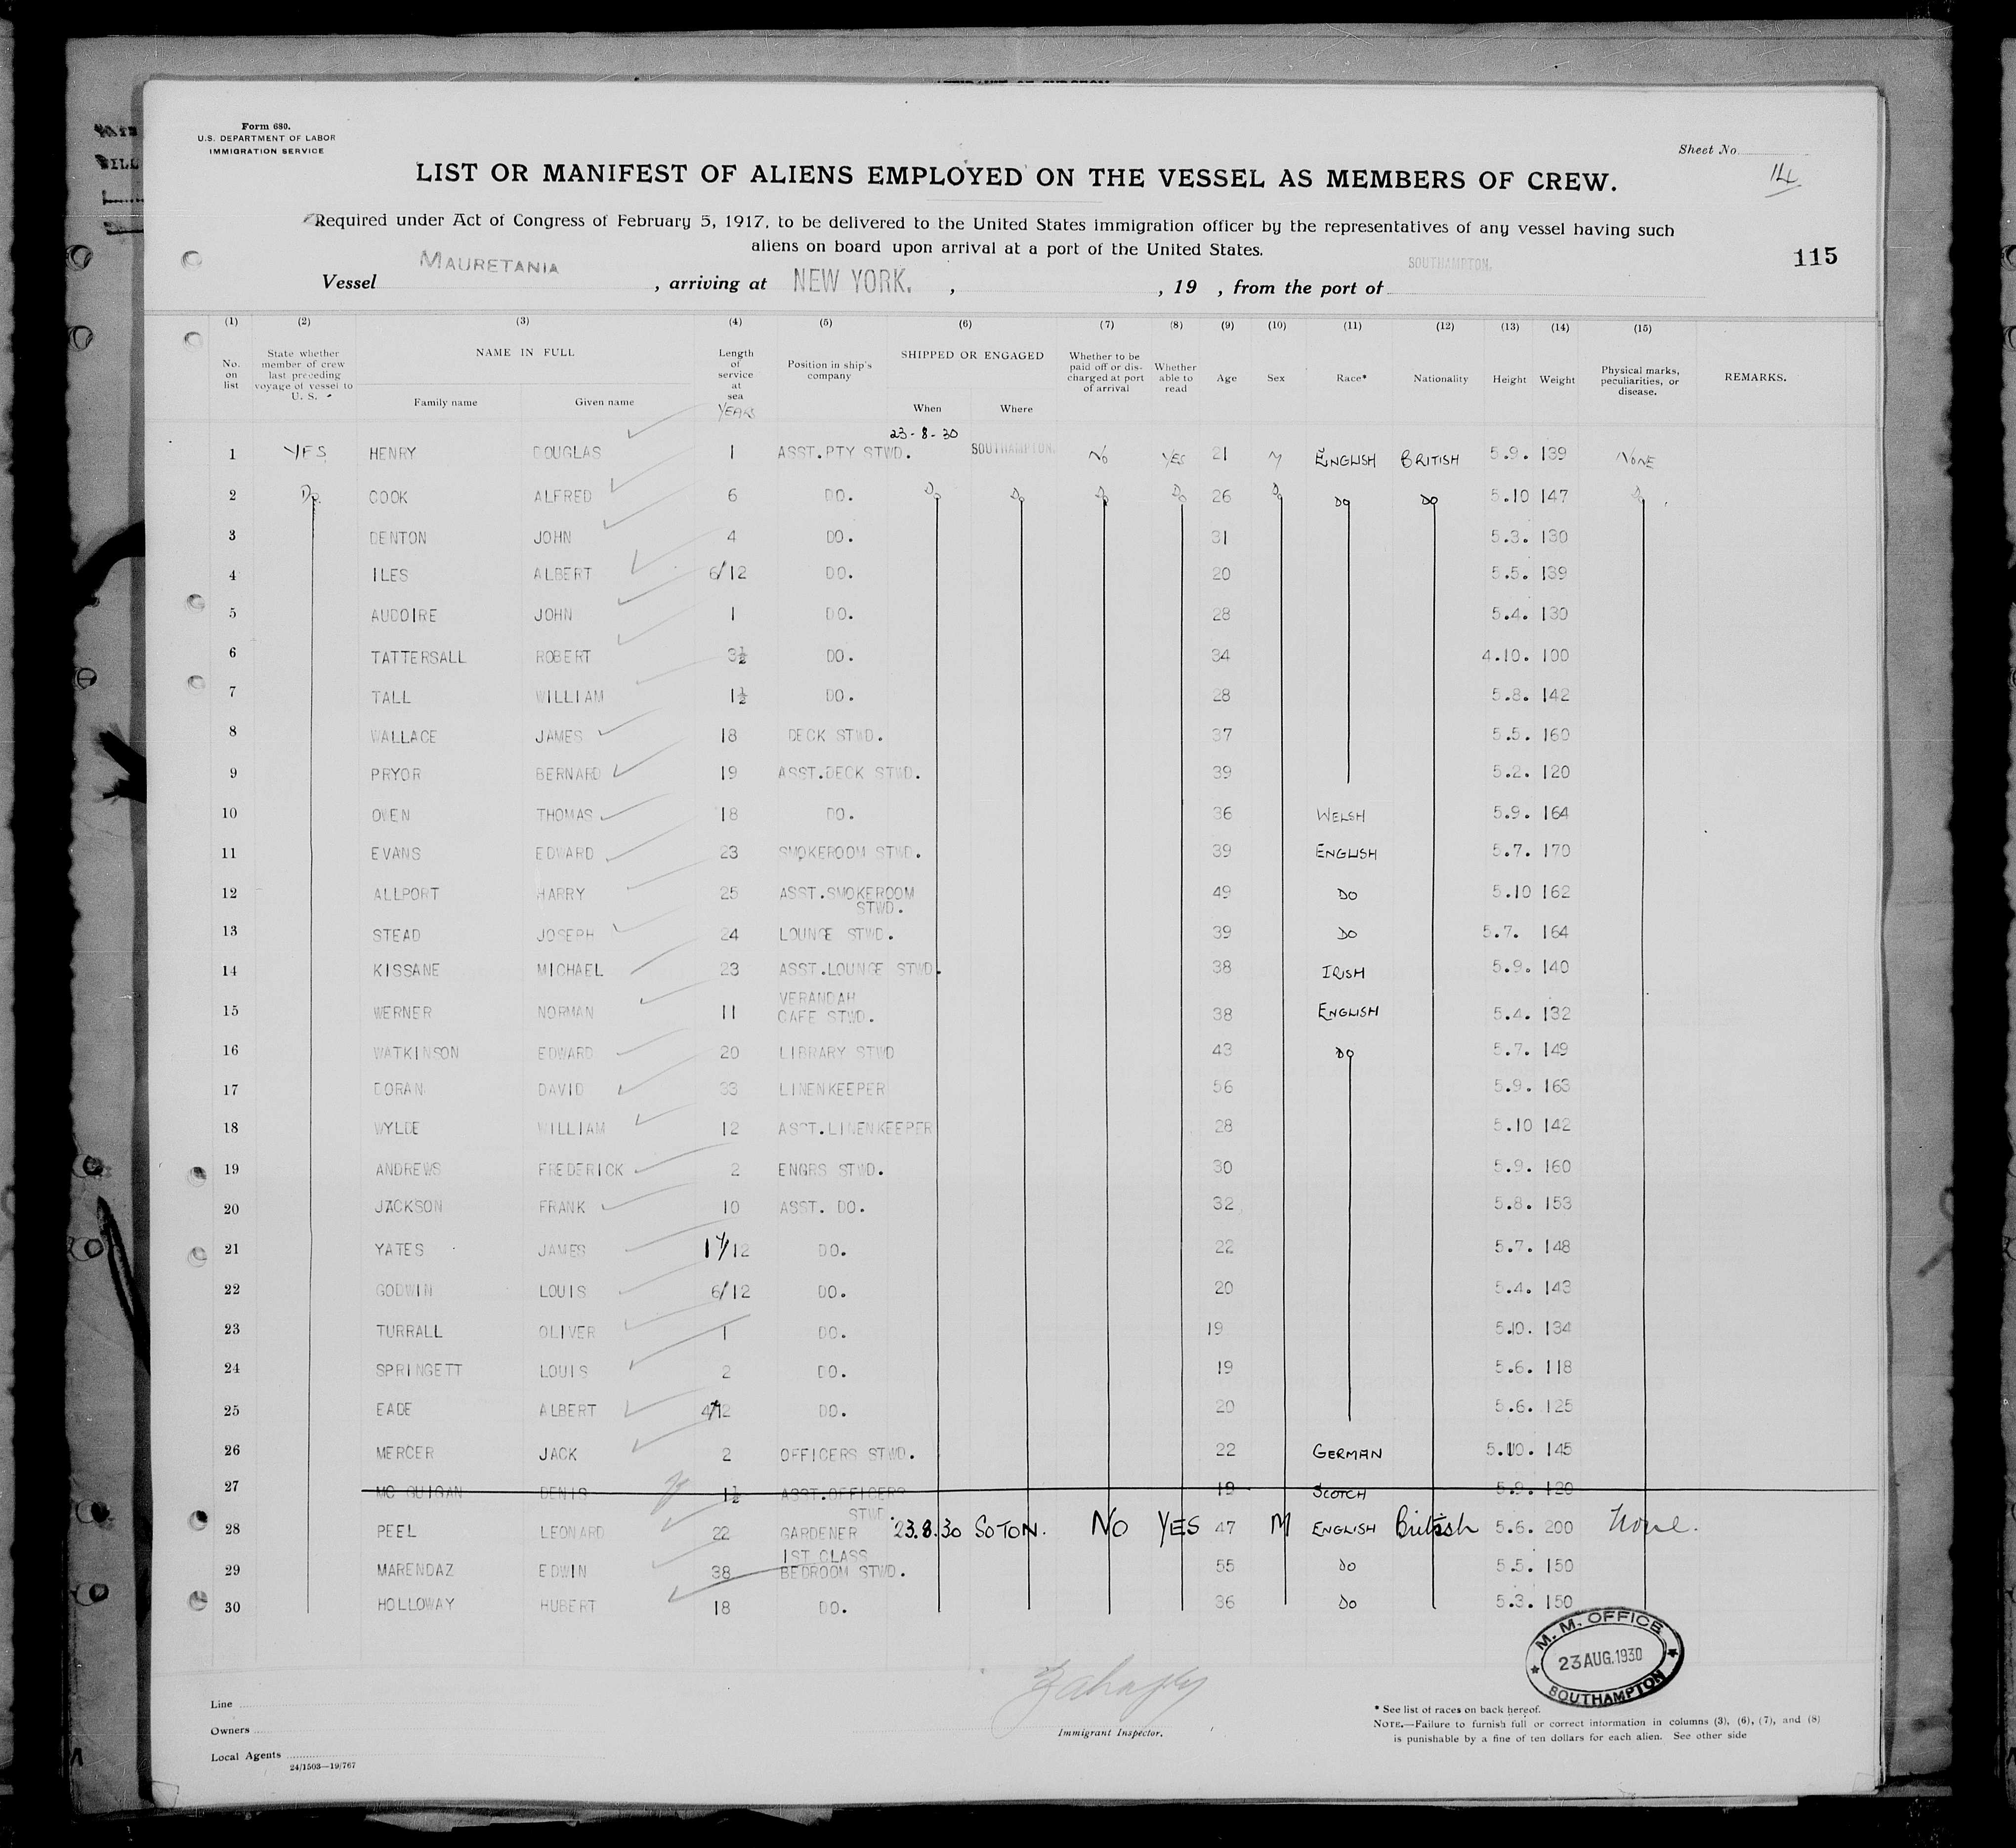 Form 680.
U.S. DEPARTMENT OF LABOR
IMMIGRATION SERVICE
Sheet No.
14
LIST OR MANIFEST OF ALIENS EMPLOYED ON THE VESSEL AS MEMBERS OF CREW.
Required under Act of Congress of February 5, 1917, to be delivered to the United States immigration officer by the representatives of any vessel having such
aliens on board upon arrival at a port of the United States.
115
Vessel MAURETANIA, arriving at NEW YORK. , , 19 , from the port of SOUTHAMPTON.
(1) (2) (3) (4) (5) (6) (7) (8) (9) (10) (11) (12) (13) (14) (15)
No. on list State whether member of crew last preceding voyage of vessel to U. S. NAME IN FULL Family name Given name Length of service at sea YEARS Position in ship's company SHIPPED OR ENGAGED When Where Whether to be paid off or discharged at port of arrival Whether able to read Age Sex Race* Nationality Height Weight Physical marks, peculiarities, or disease. REMARKS.
1 YES HENRY DOUGLAS 1 ASST.PTY STWD. 23-8-30 SOUTHAMPTON. NO YES 21 M ENGLISH BRITISH 5.9. 139 NONE
2 Do COOK ALFRED 6 DO. Do Do Do Do 26 Do DO DO 5.10 147 Do
3 DENTON JOHN 4 DO. 31 5.3. 130
4 ILES ALBERT 6/12 DO. 20 5.5. 139
5 AUDOIRE JOHN 1 DO. 28 5.4. 130
6 TATTERSALL ROBERT 3½ DO. 34 4.10. 100
7 TALL WILLIAM 1½ DO. 28 5.8. 142
8 WALLACE JAMES 18 DECK STWD. 37 5.5. 160
9 PRYOR BERNARD 19 ASST.DECK STWD. 39 5.2. 120
10 OWEN THOMAS 18 DO. 36 WELSH 5.9. 164
11 EVANS EDWARD 23 SMOKEROOM STWD. 39 ENGLISH 5.7. 170
12 ALLPORT HARRY 25 ASST.SMOKEROOM STWD. 49 DO 5.10 162
13 STEAD JOSEPH 24 LOUNGE STWD. 39 DO 5.7. 164
14 KISSANE MICHAEL 23 ASST.LOUNGE STWD. 38 IRISH 5.9. 140
15 WERNER NORMAN 11 VERANDAH CAFE STWD. 38 ENGLISH 5.4. 132
16 WATKINSON EDWARD 20 LIBRARY STWD 43 DO 5.7. 149
17 DORAN DAVID 33 LINENKEEPER 56 5.9. 163
18 WYLDE WILLIAM 12 ASST.LINENKEEPER 28 5.10 142
19 ANDREWS FREDERICK 2 ENGRS STWD. 30 5.9. 160
20 JACKSON FRANK 10 ASST. DO. 32 5.8. 153
21 YATES JAMES /12 DO. 22 5.7. 148
22 GODWIN LOUIS 6/12 DO. 20 5.4. 143
23 TURRALL OLIVER 1 DO. 19 5.10. 134
24 SPRINGETT LOUIS 2 DO. 19 5.6. 118
25 EADE ALBERT 4/12 DO. 20 5.6. 125
26 MERCER JACK 2 OFFICERS STWD. 22 GERMAN 5.10. 145
27 MC GUIGAN DENIS 1½ ASST.OFFICERS STWD. 19 SCOTCH 5.9. 120
28 PEEL LEONARD 22 GARDENER 23.8.30 SOTON. NO YES 47 M ENGLISH British 5.6. 200 None.
29 MARENDAZ EDWIN 38 1ST CLASS BEDROOM STWD. 55 DO 5.5. 150
30 HOLLOWAY HUBERT 18 DO. 36 DO 5.3. 150
M. M. OFFICE
23 AUG. 1930
SOUTHAMPTON
Line
Owners
Local Agents
24/1503—19/767
Immigrant Inspector.
* See list of races on back hereof.
NOTE.—Failure to furnish full or correct information in columns (3), (6), (7), and (8)
is punishable by a fine of ten dollars for each alien. See other side